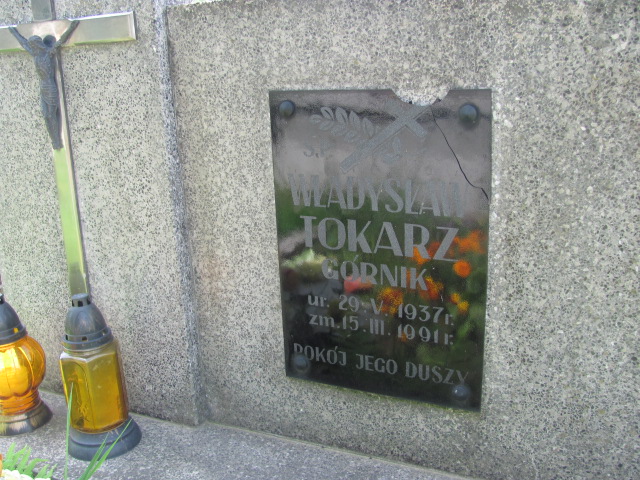 Ś.P.
WŁADYSŁAW
TOKARZ
GÓRNIK
ur. 29. V. 1937r.
zm. 15. III. 1991r.
POKÓJ JEGO DUSZY